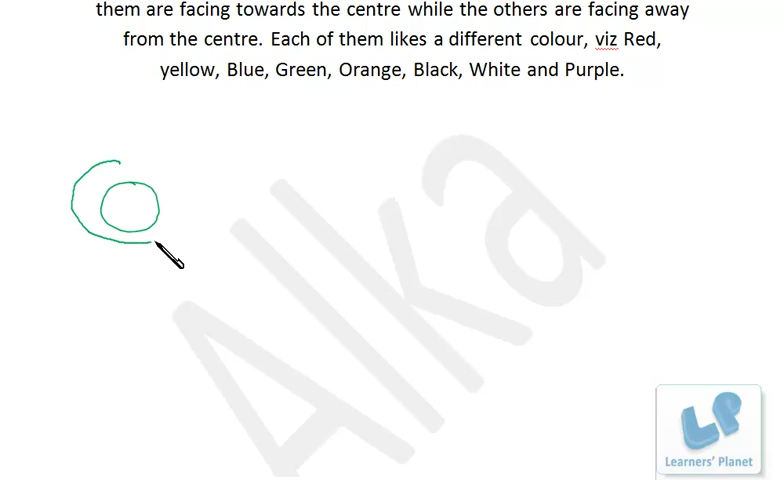 them are facing towards the centre while the others are facing away
from the centre. Each of them likes a different colour, viz Red,
yellow, Blue, Green, Orange, Black, White and Purple.
Alka
LP
Learners' Planet